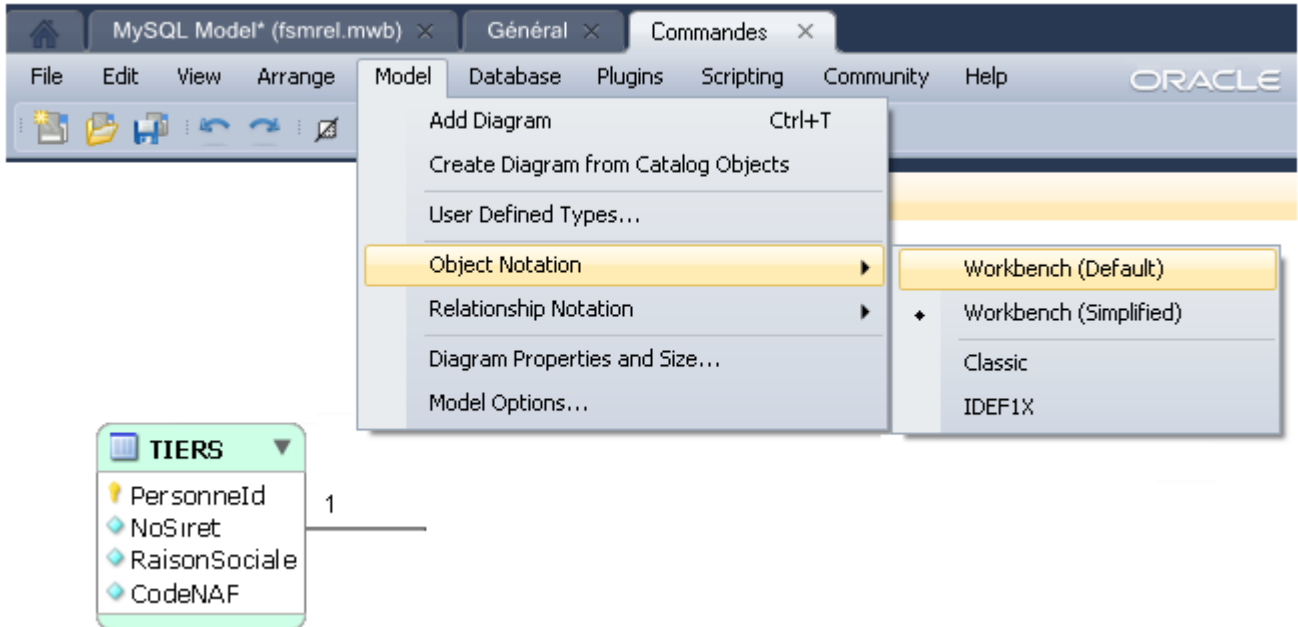 MySQL Model* (fsmrel.mwb) Général Commandes
File Edit View Arrange Model Database Plugins Scripting Community Help ORACLE
Add Diagram Ctrl+T
Create Diagram from Catalog Objects
User Defined Types...
Object Notation
Relationship Notation
Diagram Properties and Size...
Model Options...
Workbench (Default)
Workbench (Simplified)
Classic
IDEF1X
TIERS
PersonneId
NoSiret
RaisonSociale
CodeNAF
1